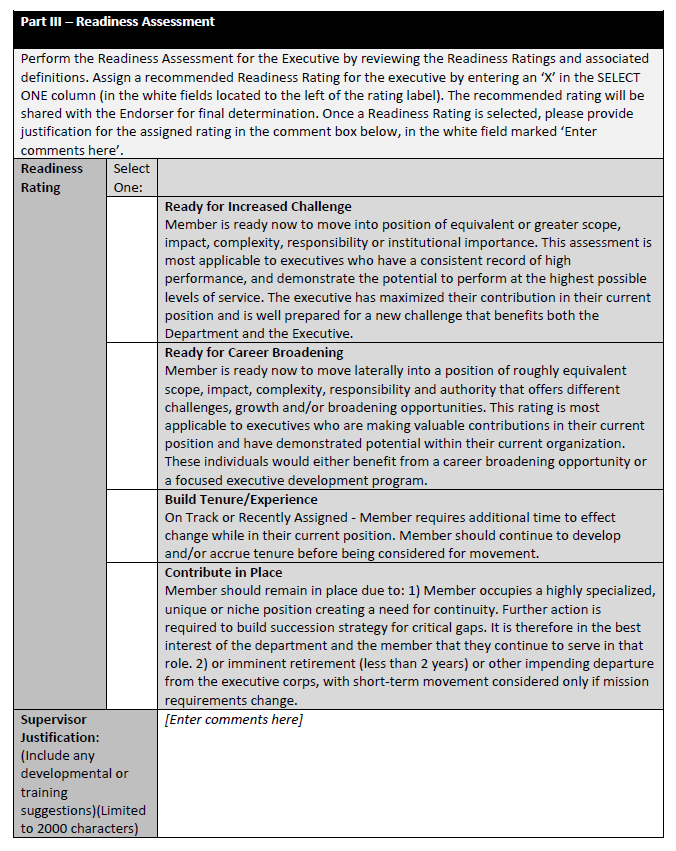 Part III – Readiness Assessment
Perform the Readiness Assessment for the Executive by reviewing the Readiness Ratings and associated
definitions. Assign a recommended Readiness Rating for the executive by entering an ‘X’ in the SELECT
ONE column (in the white fields located to the left of the rating label). The recommended rating will be
shared with the Endorser for final determination. Once a Readiness Rating is selected, please provide
justification for the assigned rating in the comment box below, in the white field marked ‘Enter
comments here’.
Readiness
Rating
Select
One:
Ready for Increased Challenge
Member is ready now to move into position of equivalent or greater scope,
impact, complexity, responsibility or institutional importance. This assessment is
most applicable to executives who have a consistent record of high
performance, and demonstrate the potential to perform at the highest possible
levels of service. The executive has maximized their contribution in their current
position and is well prepared for a new challenge that benefits both the
Department and the Executive.
Ready for Career Broadening
Member is ready now to move laterally into a position of roughly equivalent
scope, impact, complexity, responsibility and authority that offers different
challenges, growth and/or broadening opportunities. This rating is most
applicable to executives who are making valuable contributions in their current
position and have demonstrated potential within their current organization.
These individuals would either benefit from a career broadening opportunity or
a focused executive development program.
Build Tenure/Experience
On Track or Recently Assigned - Member requires additional time to effect
change while in their current position. Member should continue to develop
and/or accrue tenure before being considered for movement.
Contribute in Place
Member should remain in place due to: 1) Member occupies a highly specialized,
unique or niche position creating a need for continuity. Further action is
required to build succession strategy for critical gaps. It is therefore in the best
interest of the department and the member that they continue to serve in that
role. 2) or imminent retirement (less than 2 years) or other impending departure
from the executive corps, with short-term movement considered only if mission
requirements change.
Supervisor
Justification:
(Include any
developmental or
training
suggestions)(Limited
to 2000 characters)
[Enter comments here]